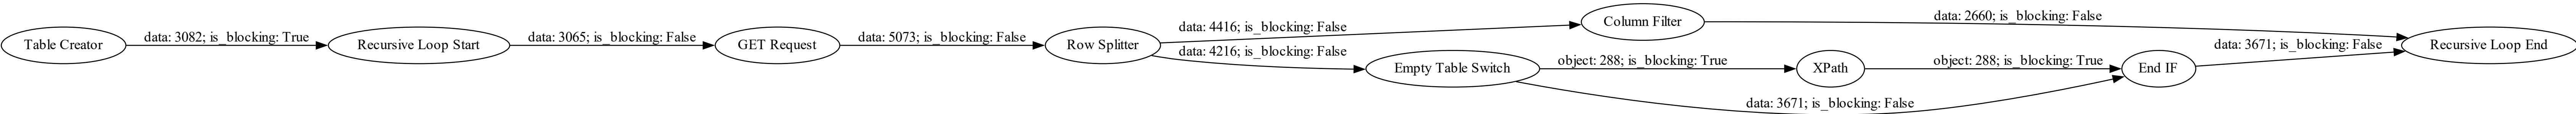 Table Creator
data: 3082; is_blocking: True
Recursive Loop Start
data: 3065; is_blocking: False
GET Request
data: 5073; is_blocking: False
Row Splitter
data: 4416; is_blocking: False
Column Filter
data: 2660; is_blocking: False
data: 4216; is_blocking: False
Empty Table Switch
object: 288; is_blocking: True
XPath
object: 288; is_blocking: True
data: 3671; is_blocking: False
End IF
data: 3671; is_blocking: False
Recursive Loop End